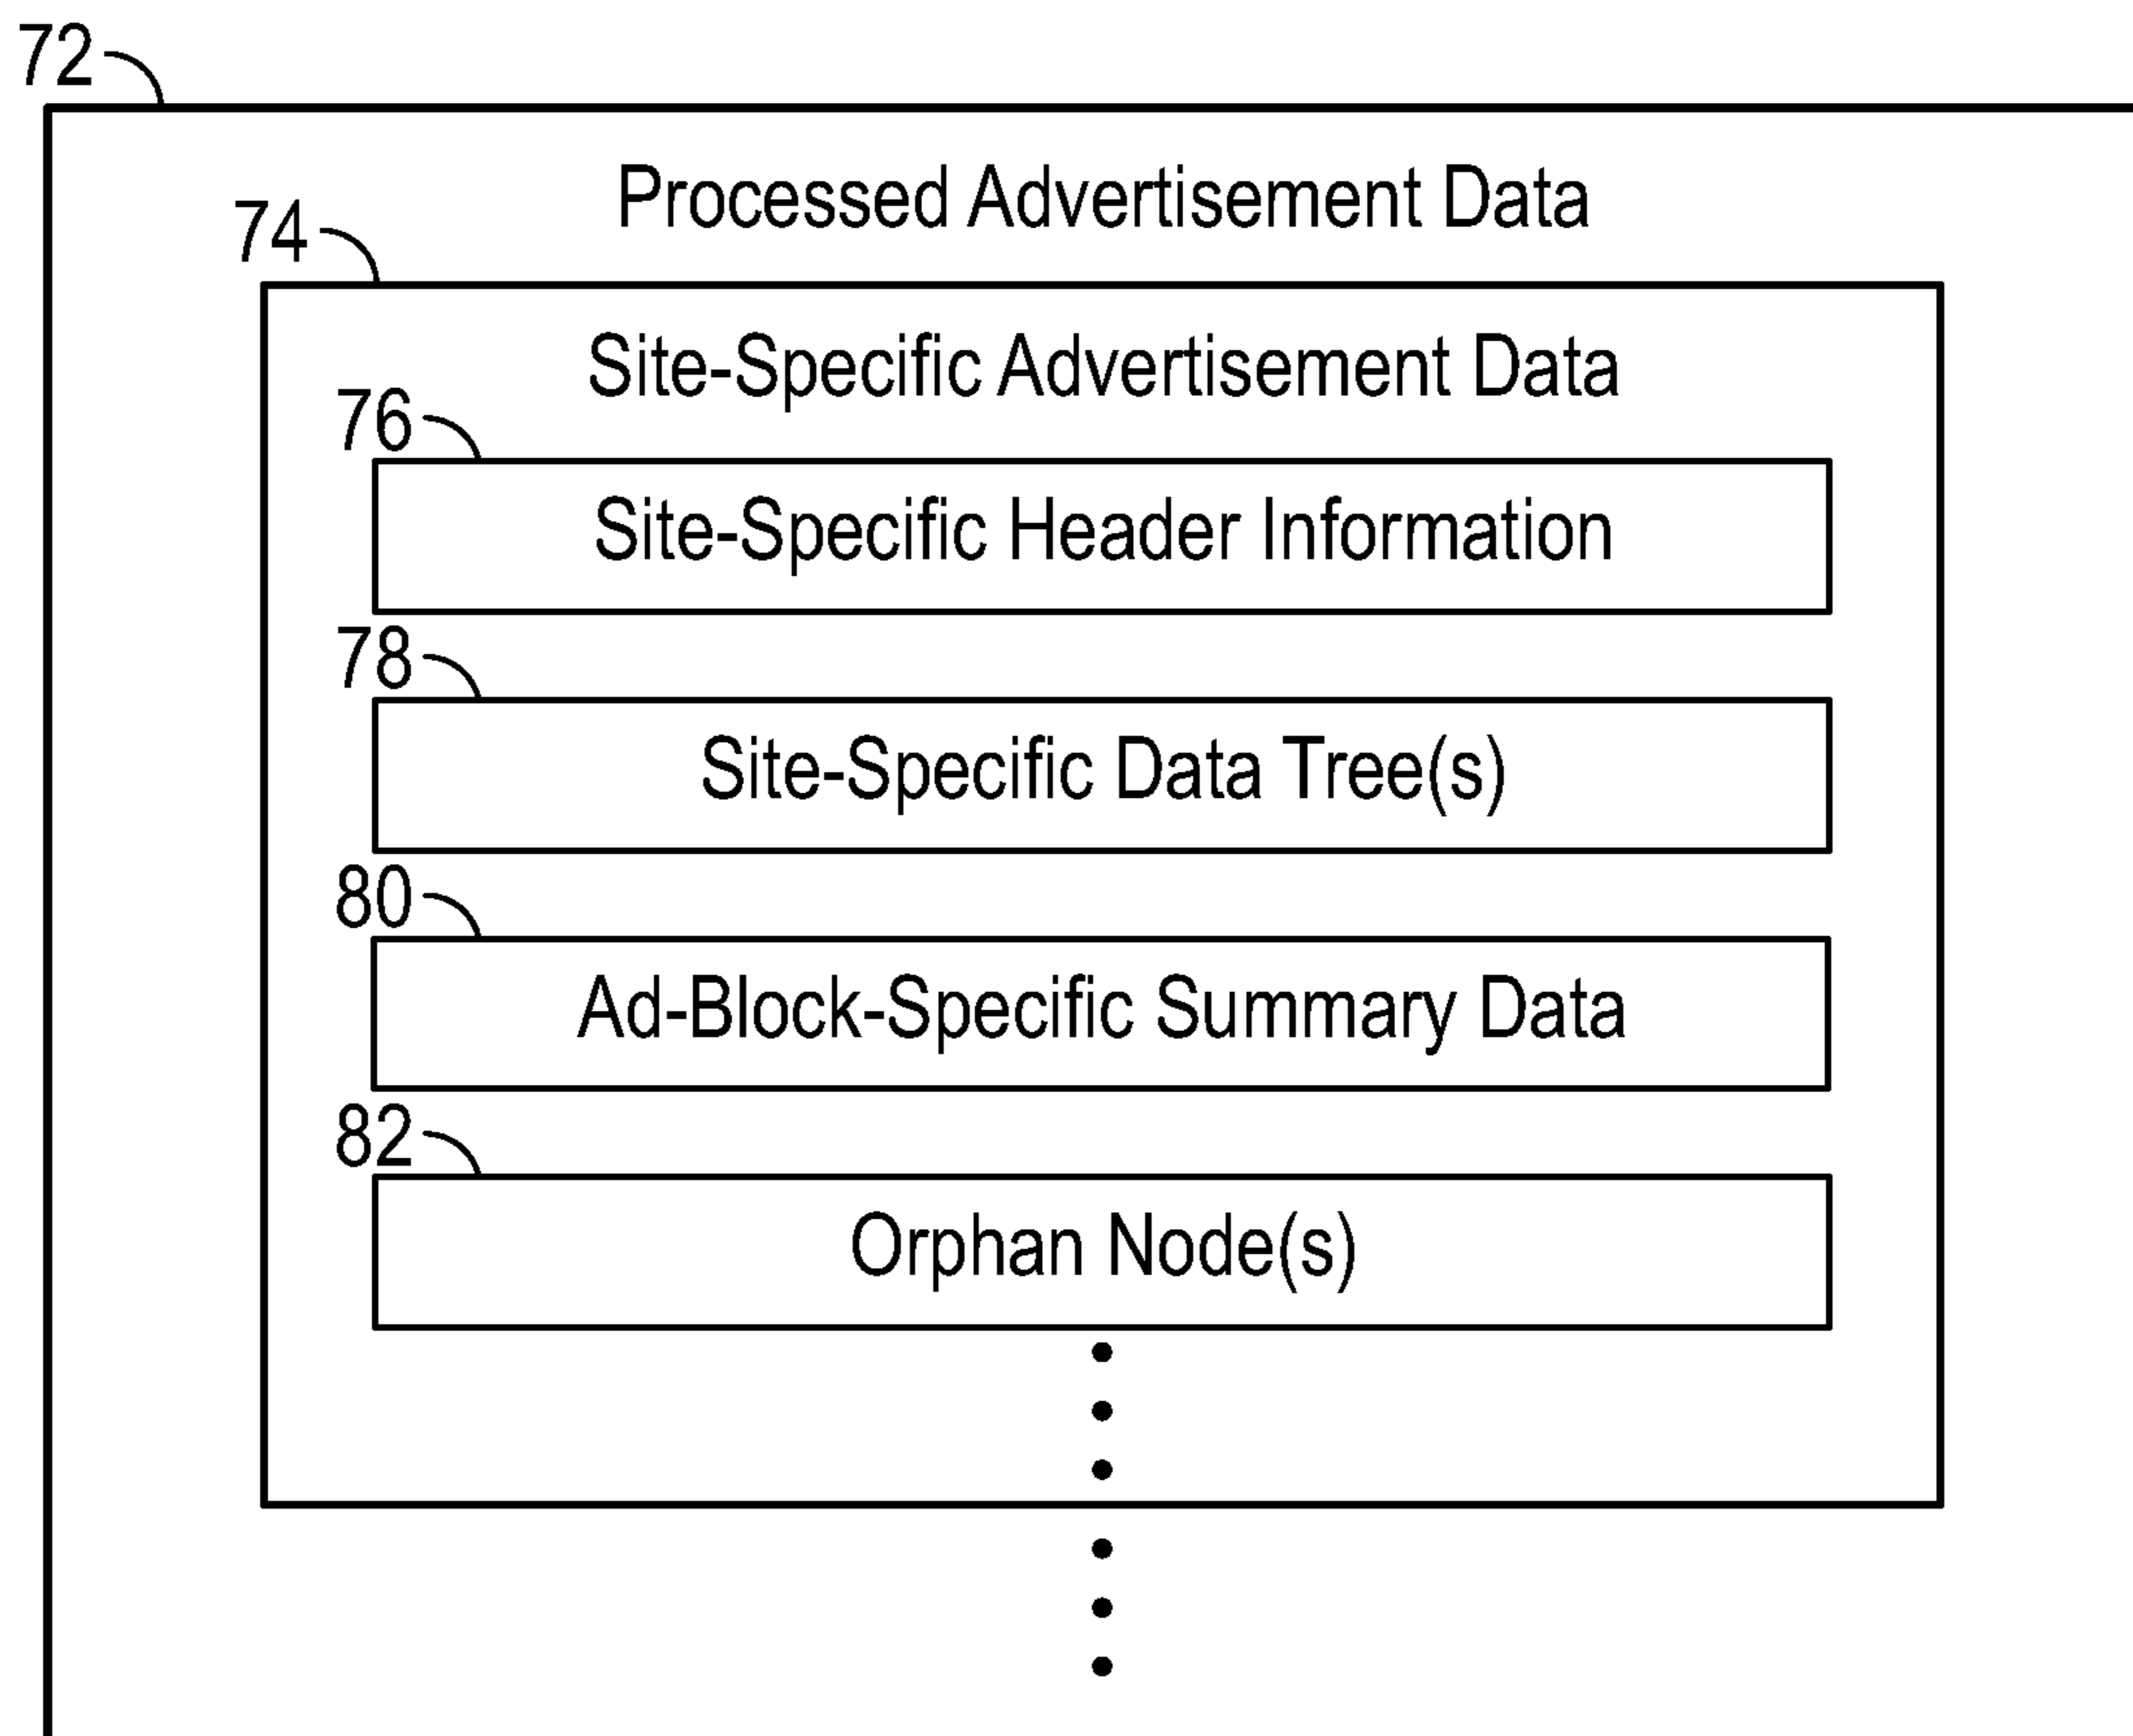 72
Processed Advertisement Data
74
Site-Specific Advertisement Data
76
Site-Specific Header Information
78
Site-Specific Data Tree(s)
80
Ad-Block-Specific Summary Data
82
Orphan Node(s)